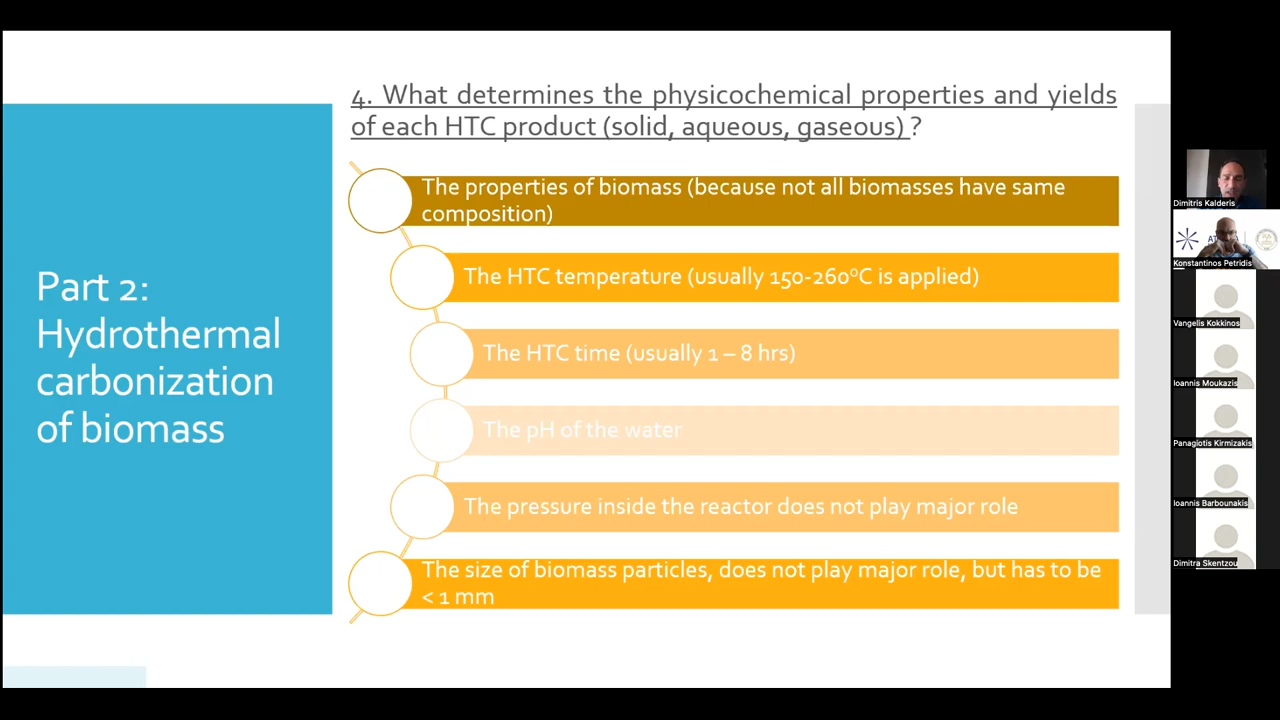 4. What determines the physicochemical properties and yields
of each HTC product (solid, aqueous, gaseous) ?
Part 2:
Hydrothermal
carbonization
of biomass
The properties of biomass (because not all biomasses have same
composition)
The HTC temperature (usually 150-260ºC is applied)
The HTC time (usually 1 – 8 hrs)
The pH of the water
The pressure inside the reactor does not play major role
The size of biomass particles, does not play major role, but has to be
< 1 mm
Dimitris Kalderis
Konstantinos Petridis
Vangelis Kokkinos
Ioannis Moukazis
Panagiotis Kirmizakis
Ioannis Barbounakis
Dimitra Skentzou